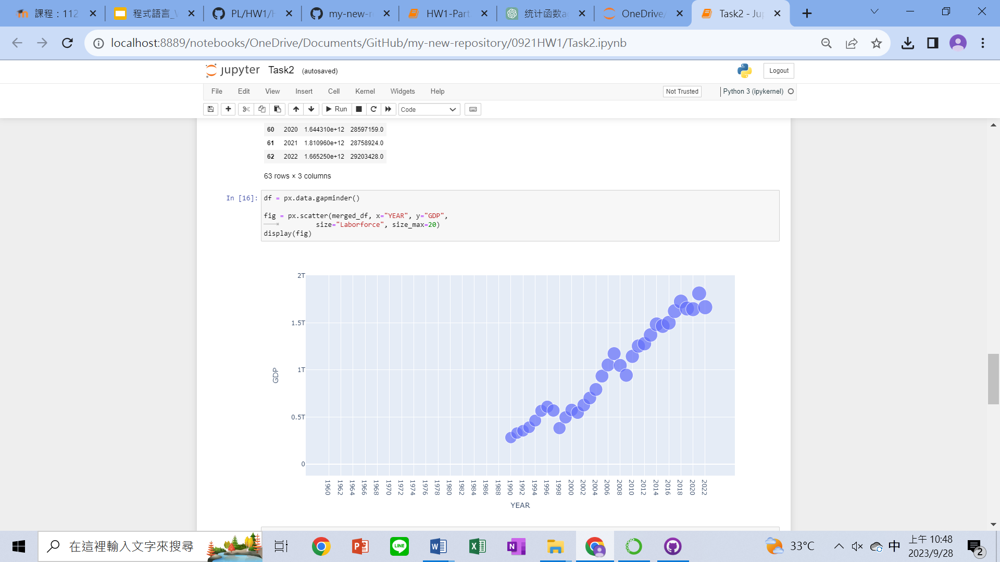 課程：112
程式語言_
PL/HW1/H
my-new-r
HW1-Part
统计函数a
OneDrive/
Task2 - Jup
localhost:8889/notebooks/OneDrive/Documents/GitHub/my-new-repository/0921HW1/Task2.ipynb
jupyter Task2 (autosaved)
Logout
File Edit View Insert Cell Kernel Widgets Help
Not Trusted
Python 3 (ipykernel)
Run
Code
60 2020 1.644310e+12 28597159.0
61 2021 1.810960e+12 28758924.0
62 2022 1.665250e+12 29203428.0
63 rows × 3 columns
In [16]:
df = px.data.gapminder()
fig = px.scatter(merged_df, x="YEAR", y="GDP",
size="Laborforce", size_max=20)
display(fig)
2T
1.5T
1T
0.5T
0
GDP
1960 1962 1964 1966 1968 1970 1972 1974 1976 1978 1980 1982 1984 1986 1988 1990 1992 1994 1996 1998 2000 2002 2004 2006 2008 2010 2012 2014 2016 2018 2020 2022
YEAR
在這裡輸入文字來搜尋
LINE
33°C
中
上午 10:48
2023/9/28
2